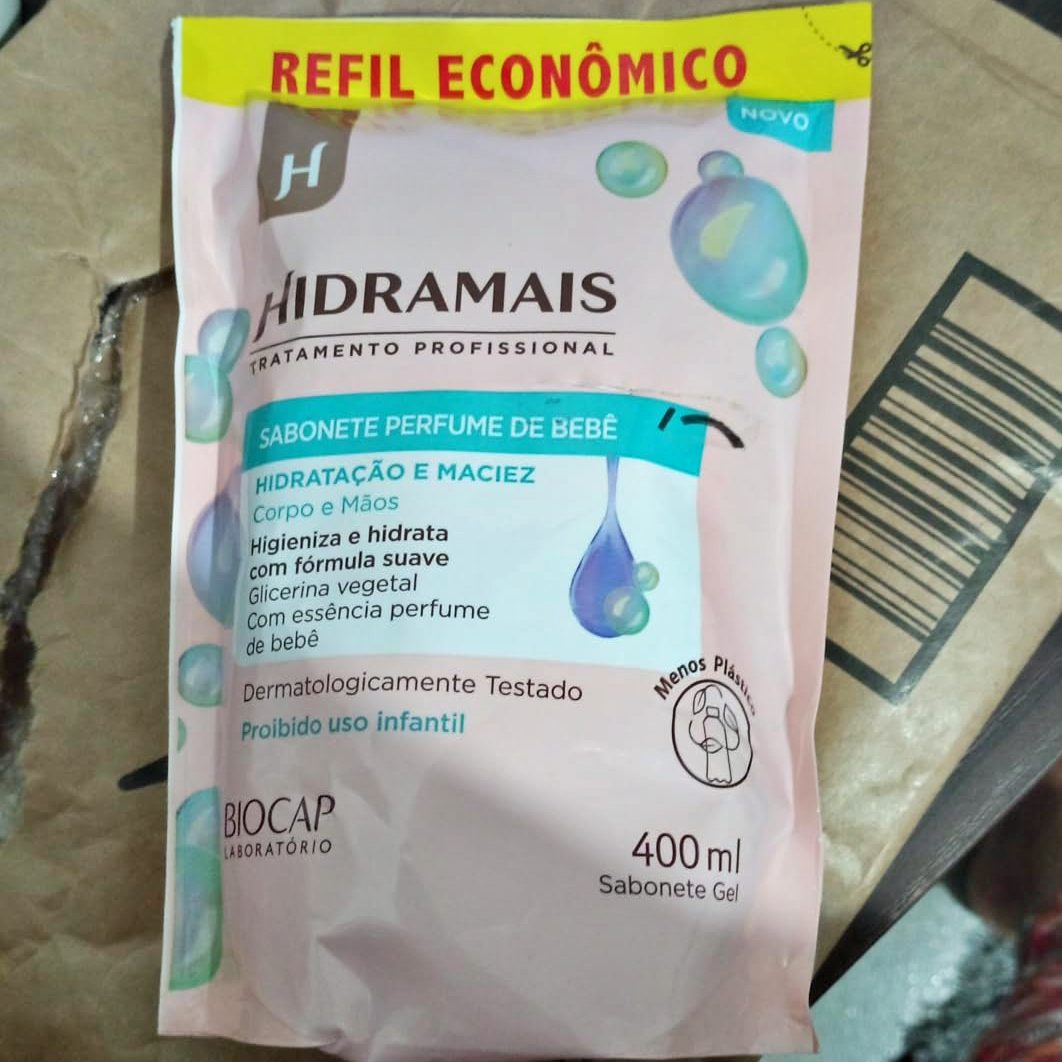 REFIL ECONÔMICO
NOVO
H
HIDRAMAIS
TRATAMENTO PROFISSIONAL
SABONETE PERFUME DE BEBÊ
HIDRATAÇÃO E MACIEZ
Corpo e Mãos
Higieniza e hidrata
com fórmula suave
Glicerina vegetal
Com essência perfume
de bebê
Dermatologicamente Testado
Proibido uso infantil
Menos Plástico
BIOCAP
LABORATÓRIO
400 ml
Sabonete Gel